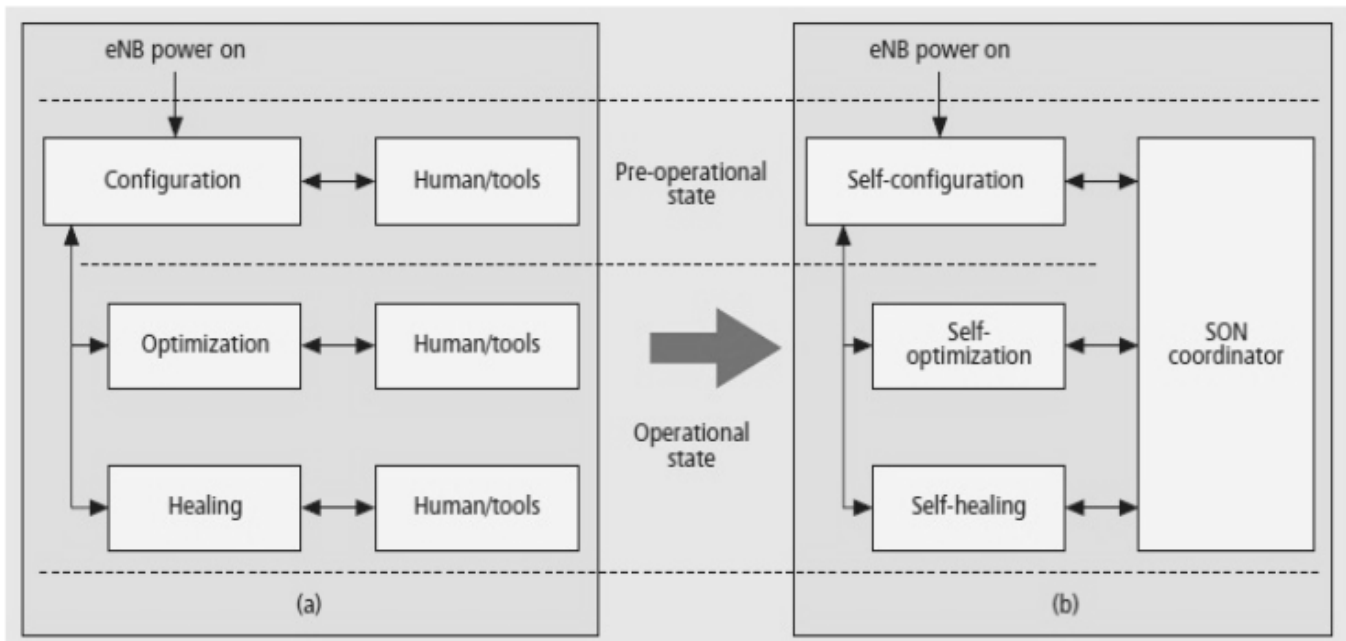 eNB power on
eNB power on
Configuration
Human/tools
Pre-operational
state
Self-configuration
Optimization
Human/tools
Self-
optimization
SON
coordinator
Operational
state
Healing
Human/tools
Self-healing
(a)
(b)